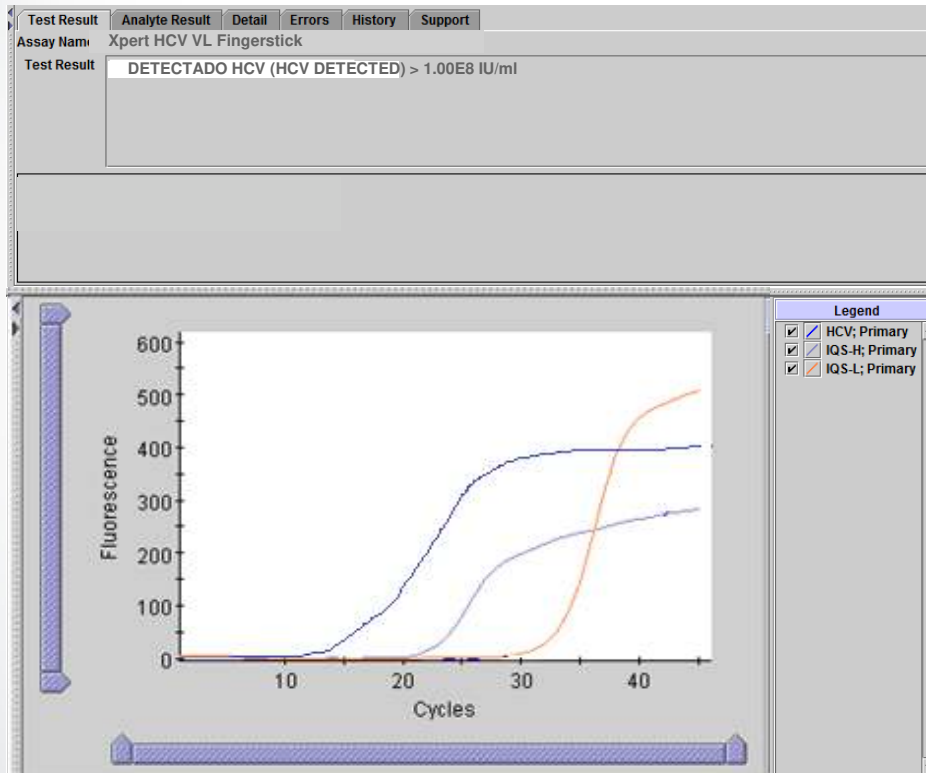 Test Result Analyte Result Detail Errors History Support
Assay Name Xpert HCV VL Fingerstick
Test Result DETECTADO HCV (HCV DETECTED) > 1.00E8 IU/ml
Legend
HCV; Primary
IQS-H; Primary
IQS-L; Primary
600
500
400
300
200
100
0
Fluorescence
10 20 30 40
Cycles